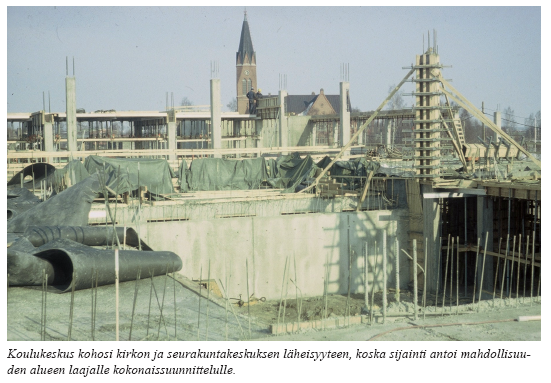 Koulukeskus kohosi kirkon ja seurakuntakeskuksen läheisyyteen, koska sijainti antoi mahdollisuu-
den alueen laajalle kokonaissuunnittelulle.